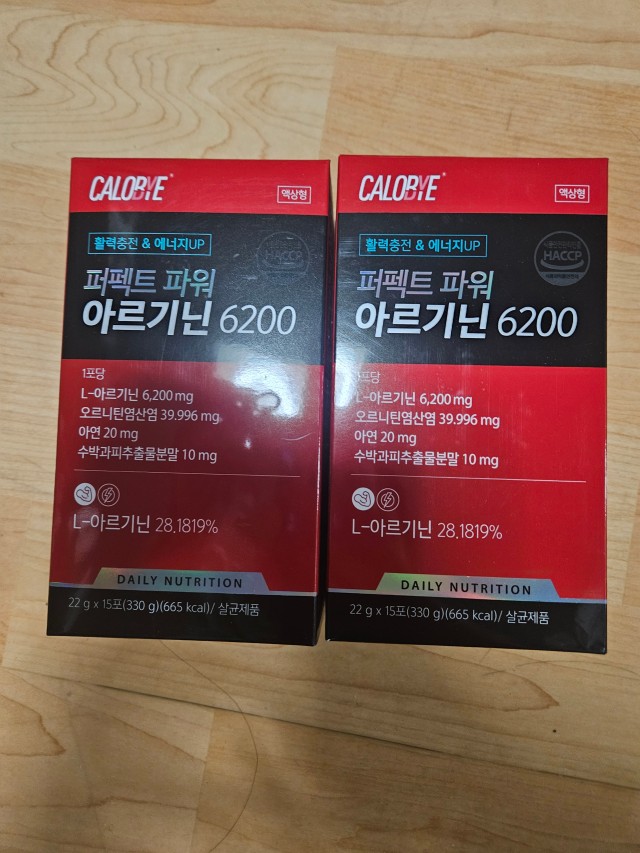 CALOBYE
액상형
활력충전 & 에너지UP
HACCP
퍼펙트 파워
아르기닌 6200
1포당
L-아르기닌 6,200 mg
오르니틴염산염 39.996 mg
아연 20 mg
수박과피추출물분말 10 mg
L-아르기닌 28.1819%
DAILY NUTRITION
22 g x 15포(330 g)(665 kcal)/ 살균제품
CALOBYE
액상형
활력충전 & 에너지UP
HACCP
퍼펙트 파워
아르기닌 6200
포당
L-아르기닌 6,200 mg
오르니틴염산염 39.996 mg
아연 20 mg
수박과피추출물분말 10 mg
L-아르기닌 28.1819%
DAILY NUTRITION
22 g x 15포(330 g)(665 kcal)/ 살균제품